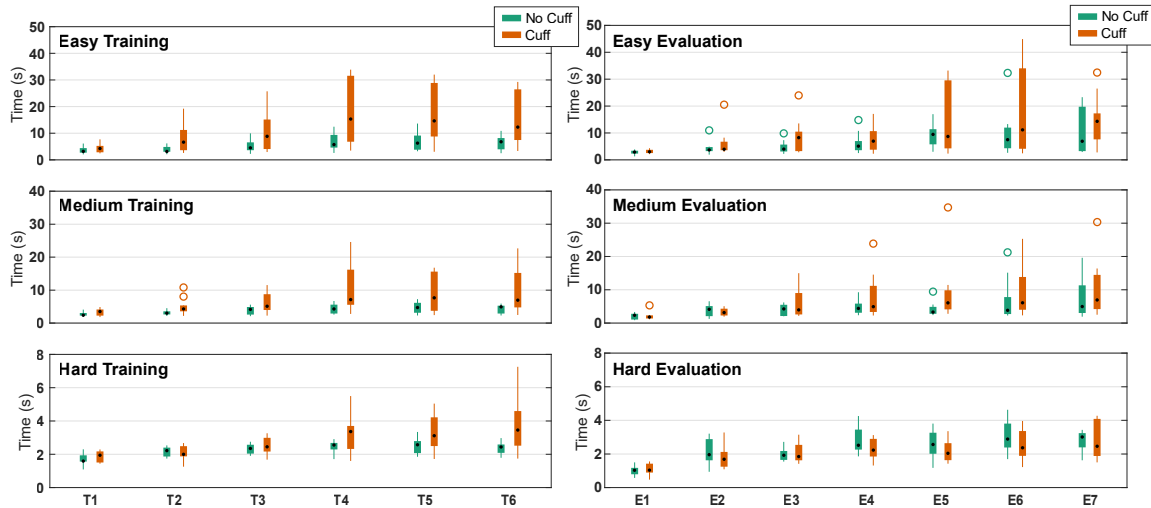 No Cuff
Cuff
Easy Training
Time (s)
50
40
30
20
10
0
Medium Training
Time (s)
40
30
20
10
0
Hard Training
Time (s)
8
6
4
2
0
T1 T2 T3 T4 T5 T6
No Cuff
Cuff
Easy Evaluation
Time (s)
50
40
30
20
10
0
Medium Evaluation
Time (s)
40
30
20
10
0
Hard Evaluation
Time (s)
8
6
4
2
0
E1 E2 E3 E4 E5 E6 E7